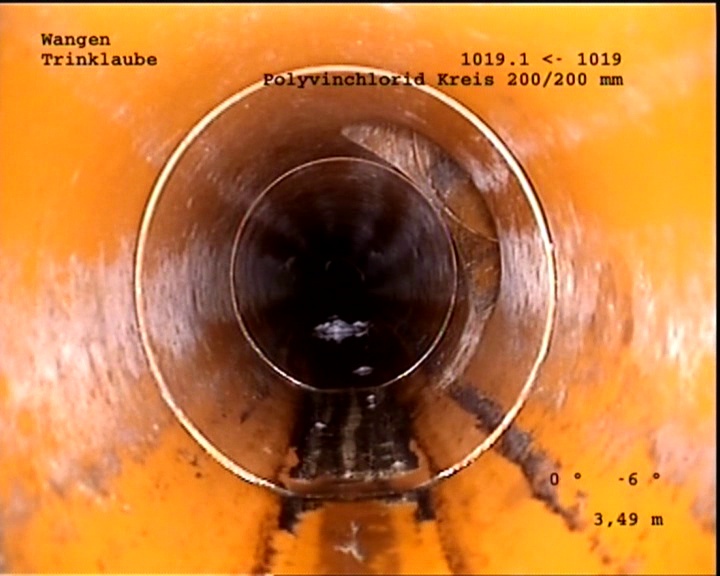 Wangen
Trinklaube
1019.1 <- 1019
Polyvinchlorid Kreis 200/200 mm
0 ° -6 °
3,49 m